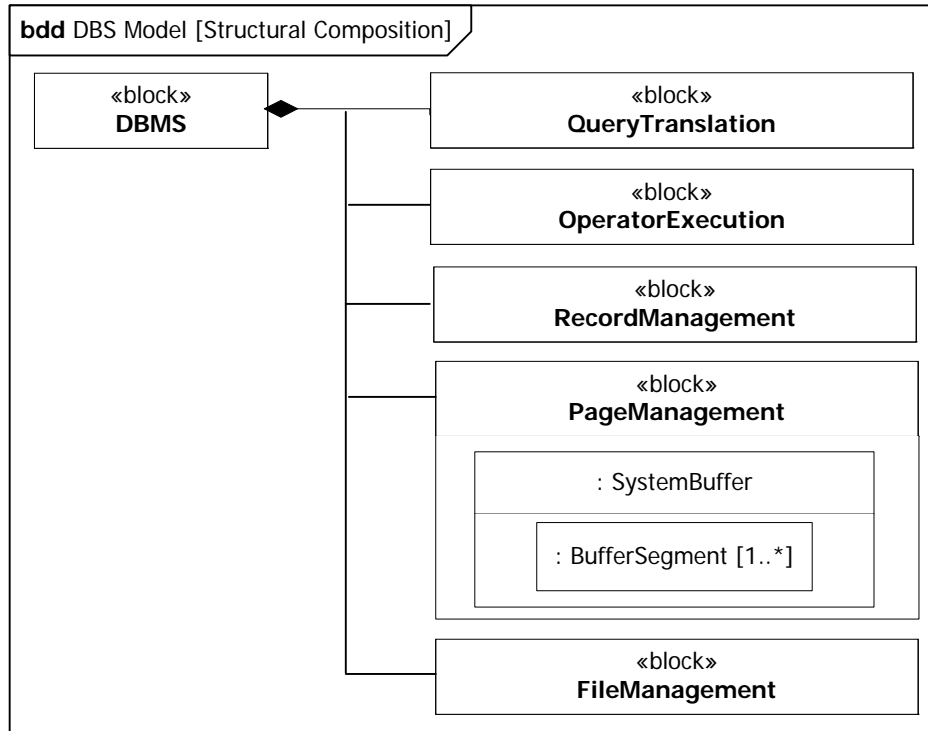 bdd DBS Model [Structural Composition]
«block»
DBMS
«block»
QueryTranslation
«block»
OperatorExecution
«block»
RecordManagement
«block»
PageManagement
: SystemBuffer
: BufferSegment [1..*]
«block»
FileManagement